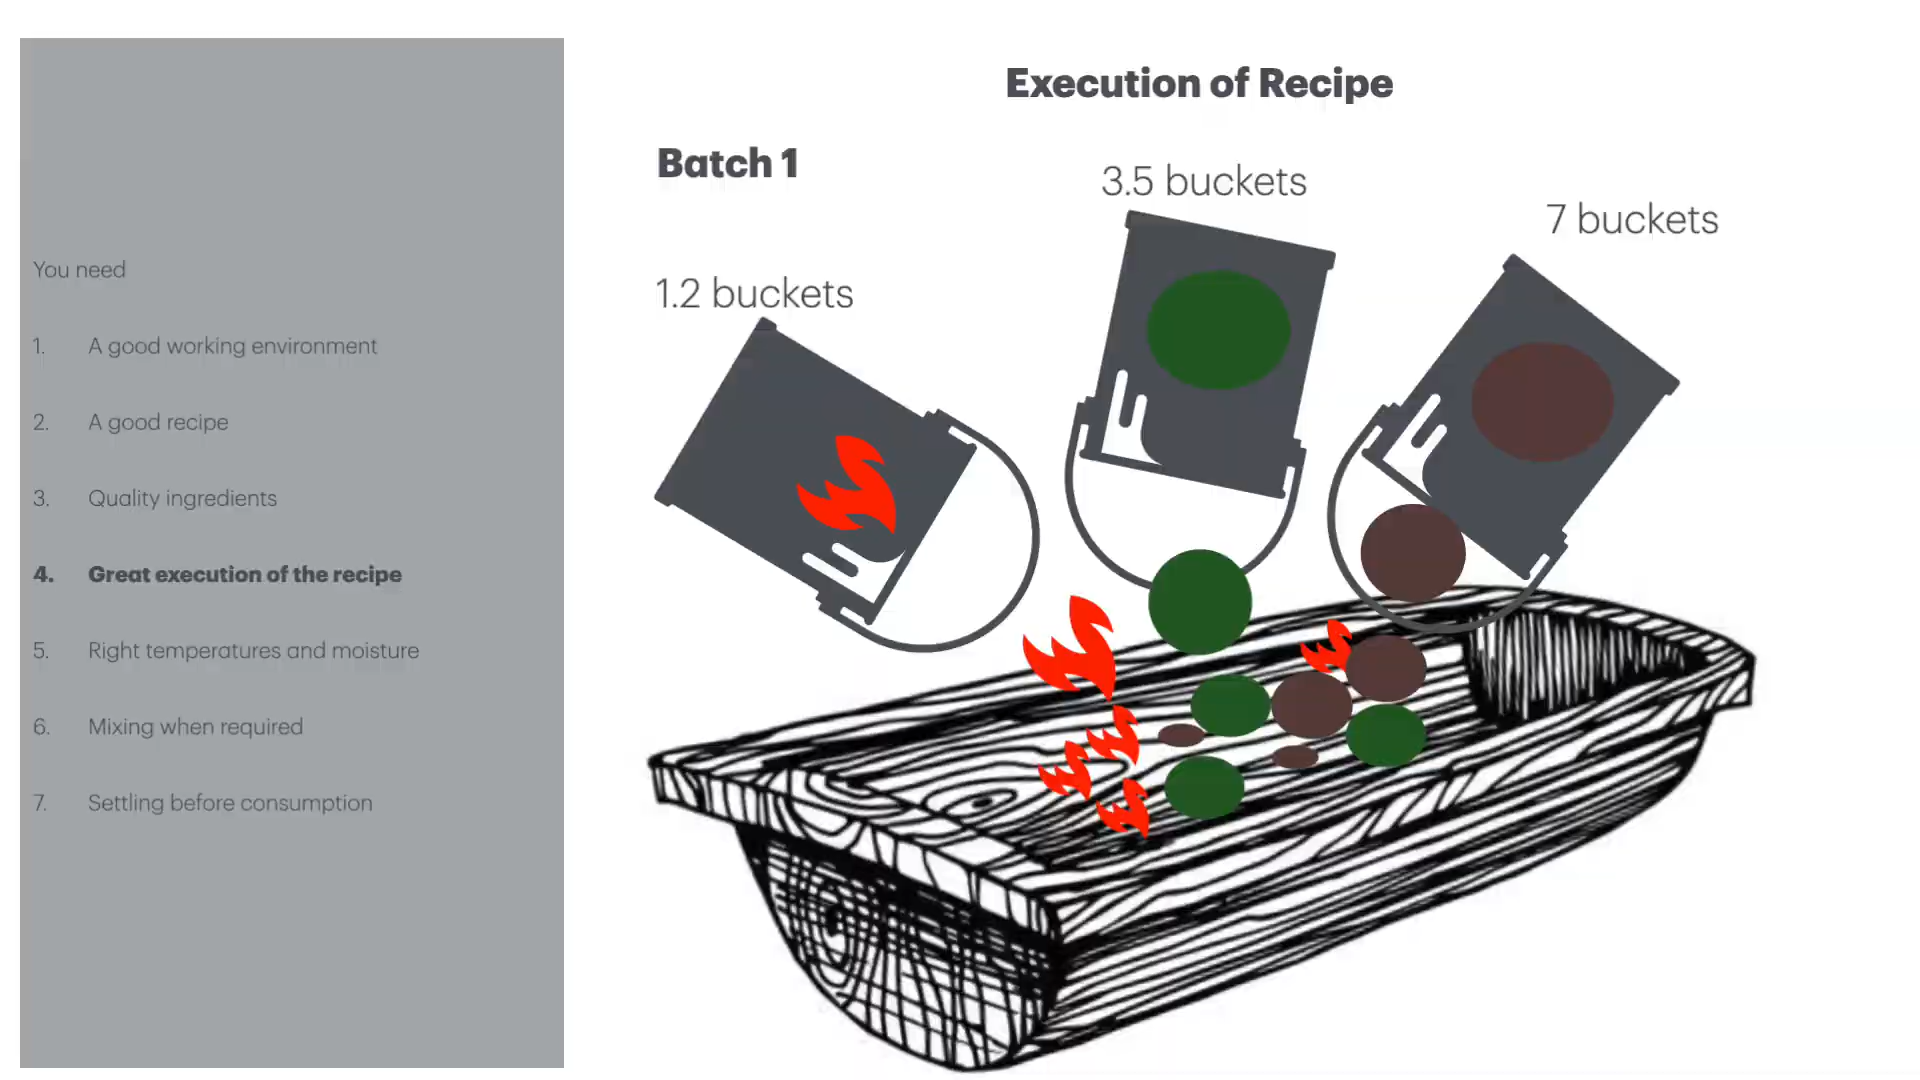 You need
1. A good working environment
2. A good recipe
3. Quality ingredients
4. Great execution of the recipe
5. Right temperatures and moisture
6. Mixing when required
7. Settling before consumption
Execution of Recipe
Batch 1
3.5 buckets
7 buckets
1.2 buckets